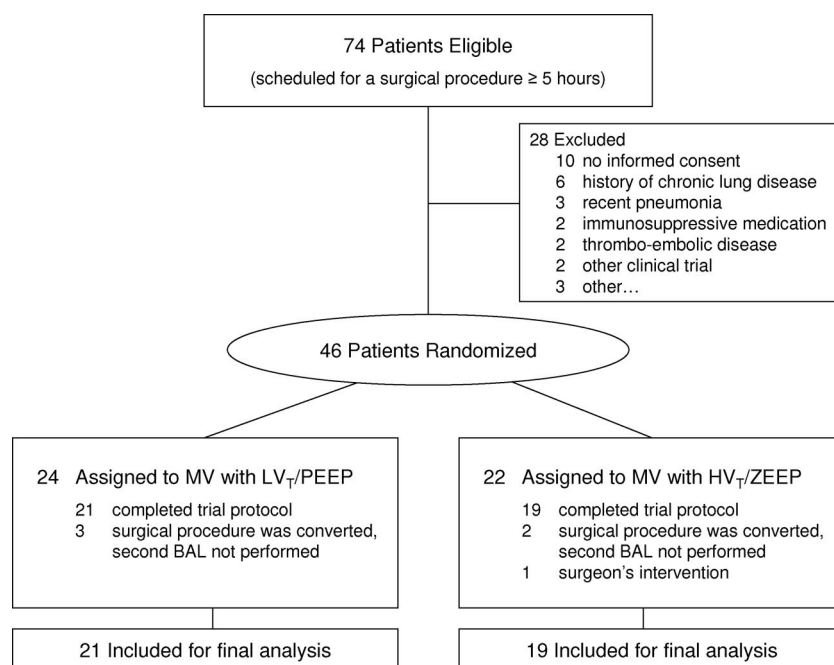 74 Patients Eligible
(scheduled for a surgical procedure ≥ 5 hours)
28 Excluded
10 no informed consent
6 history of chronic lung disease
3 recent pneumonia
2 immunosuppressive medication
2 thrombo-embolic disease
2 other clinical trial
3 other…
46 Patients Randomized
24 Assigned to MV with LVT/PEEP
21 completed trial protocol
3 surgical procedure was converted,
second BAL not performed
22 Assigned to MV with HVT/ZEEP
19 completed trial protocol
2 surgical procedure was converted,
second BAL not performed
1 surgeon's intervention
21 Included for final analysis
19 Included for final analysis